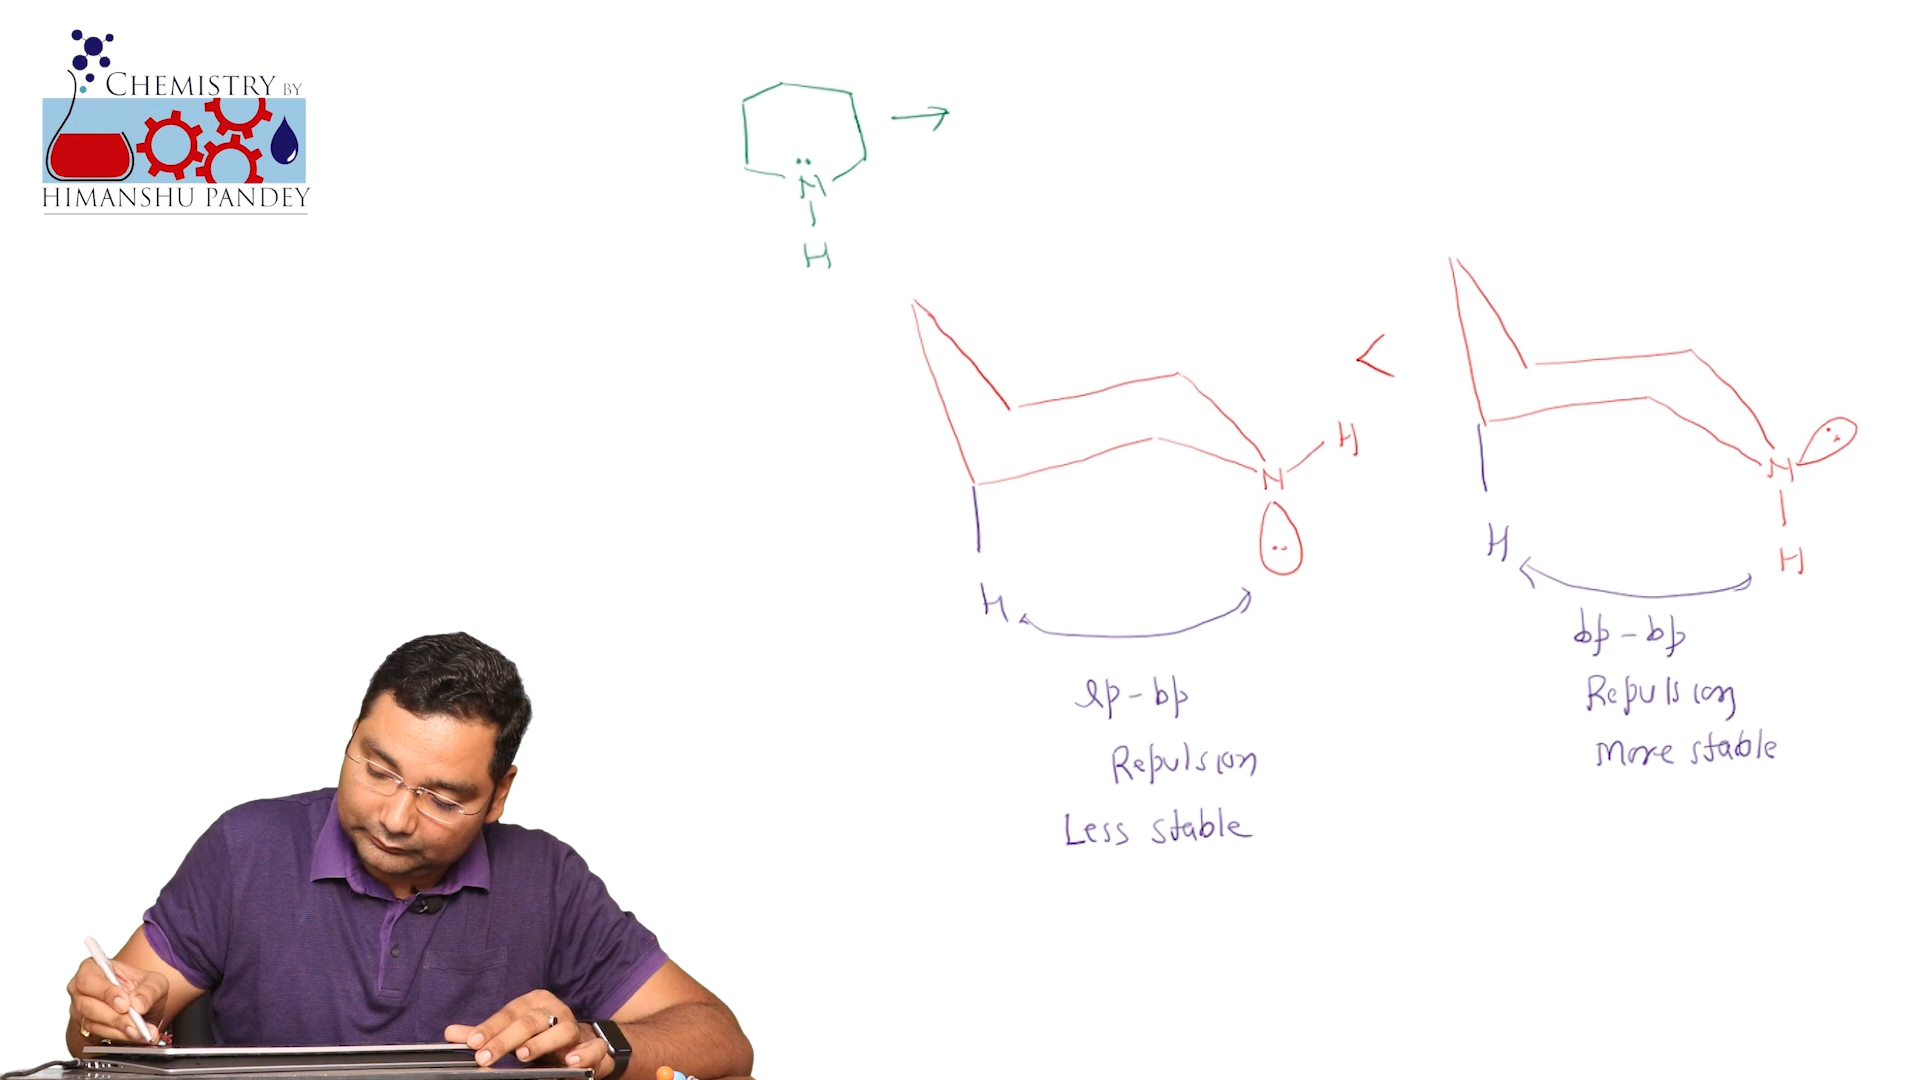 CHEMISTRY BY
HIMANSHU PANDEY
N
H
<
N
H
H
lp - bp
Repulsion
Less stable
N
H
H
bp - bp
Repulsion
More stable